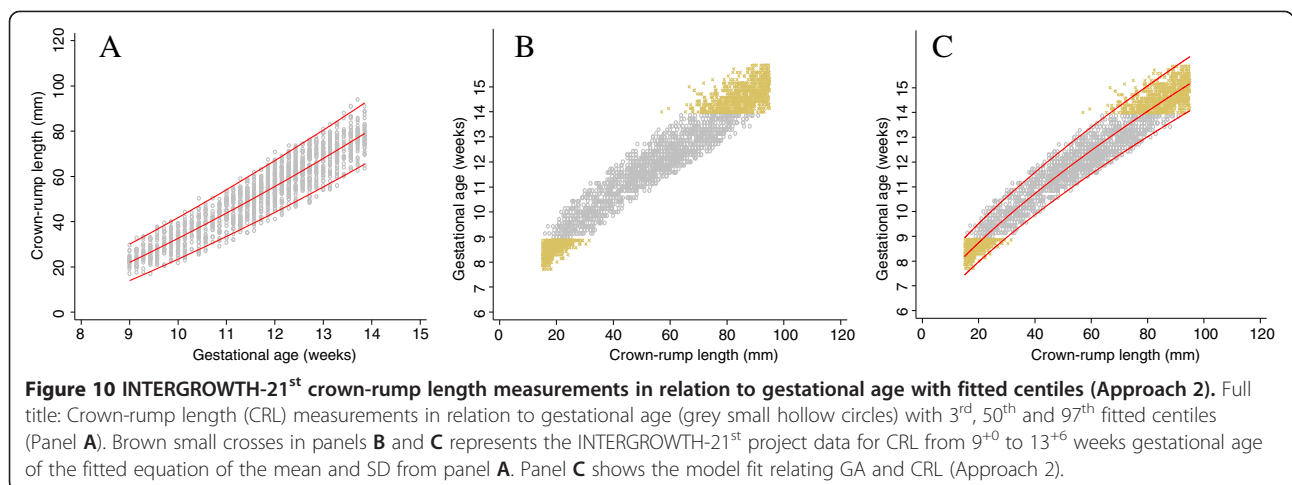 A
B
C
Crown-rump length (mm)
0 20 40 60 80 100 120
8 9 10 11 12 13 14 15
Gestational age (weeks)
Gestational age (weeks)
6 7 8 9 10 11 12 13 14 15
0 20 40 60 80 100 120
Crown-rump length (mm)
Gestational age (weeks)
6 7 8 9 10 11 12 13 14 15
0 20 40 60 80 100 120
Crown-rump length (mm)
Figure 10 INTERGROWTH-21st crown-rump length measurements in relation to gestational age with fitted centiles (Approach 2). Full
title: Crown-rump length (CRL) measurements in relation to gestational age (grey small hollow circles) with 3rd, 50th and 97th fitted centiles
(Panel A). Brown small crosses in panels B and C represents the INTERGROWTH-21st project data for CRL from 9+0 to 13+6 weeks gestational age
of the fitted equation of the mean and SD from panel A. Panel C shows the model fit relating GA and CRL (Approach 2).